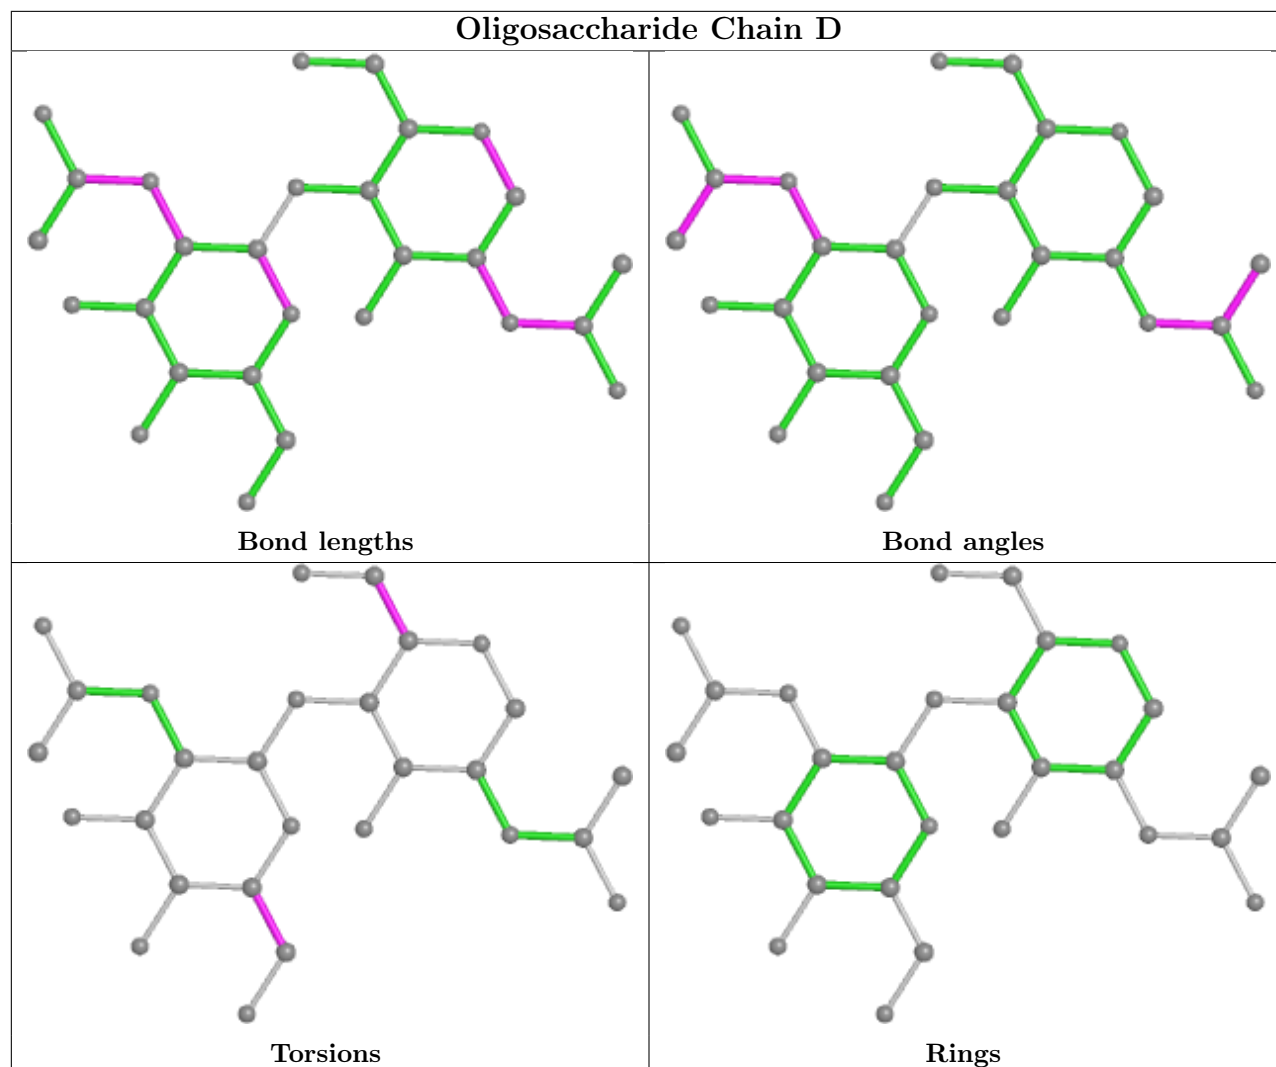 Oligosaccharide Chain D
Bond lengths
Bond angles
Torsions
Rings